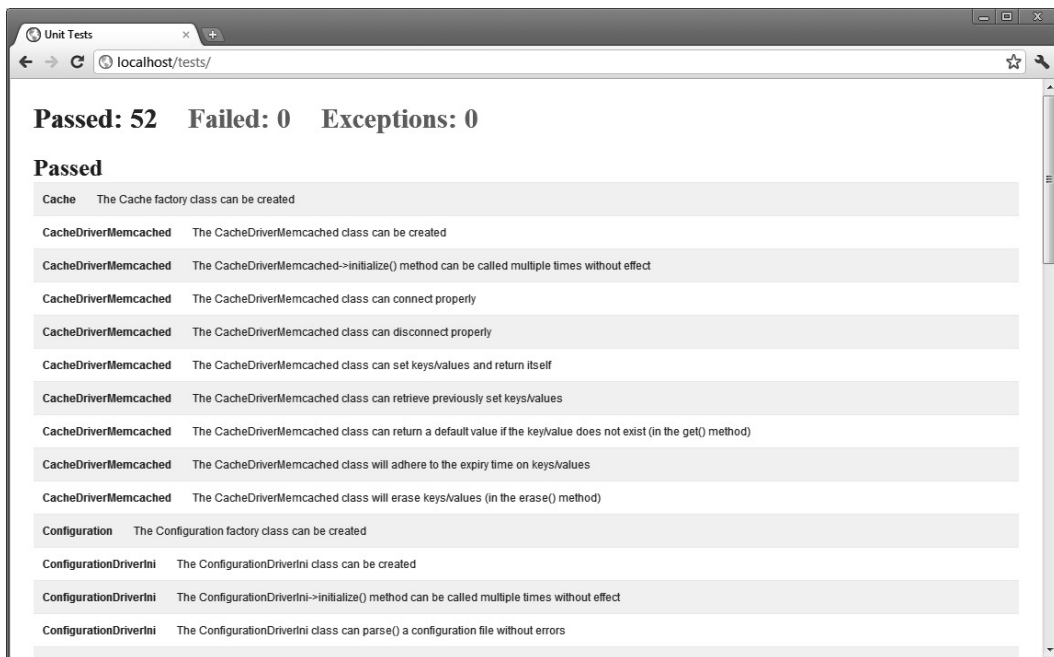 Unit Tests
localhost/tests/
Passed: 52 Failed: 0 Exceptions: 0
Passed
Cache The Cache factory class can be created
CacheDriverMemcached The CacheDriverMemcached class can be created
CacheDriverMemcached The CacheDriverMemcached->initialize() method can be called multiple times without effect
CacheDriverMemcached The CacheDriverMemcached class can connect properly
CacheDriverMemcached The CacheDriverMemcached class can disconnect properly
CacheDriverMemcached The CacheDriverMemcached class can set keys/values and return itself
CacheDriverMemcached The CacheDriverMemcached class can retrieve previously set keys/values
CacheDriverMemcached The CacheDriverMemcached class can return a default value if the key/value does not exist (in the get() method)
CacheDriverMemcached The CacheDriverMemcached class will adhere to the expiry time on keys/values
CacheDriverMemcached The CacheDriverMemcached class will erase keys/values (in the erase() method)
Configuration The Configuration factory class can be created
ConfigurationDriverIni The ConfigurationDriverIni class can be created
ConfigurationDriverIni The ConfigurationDriverIni->initialize() method can be called multiple times without effect
ConfigurationDriverIni The ConfigurationDriverIni class can parse() a configuration file without errors